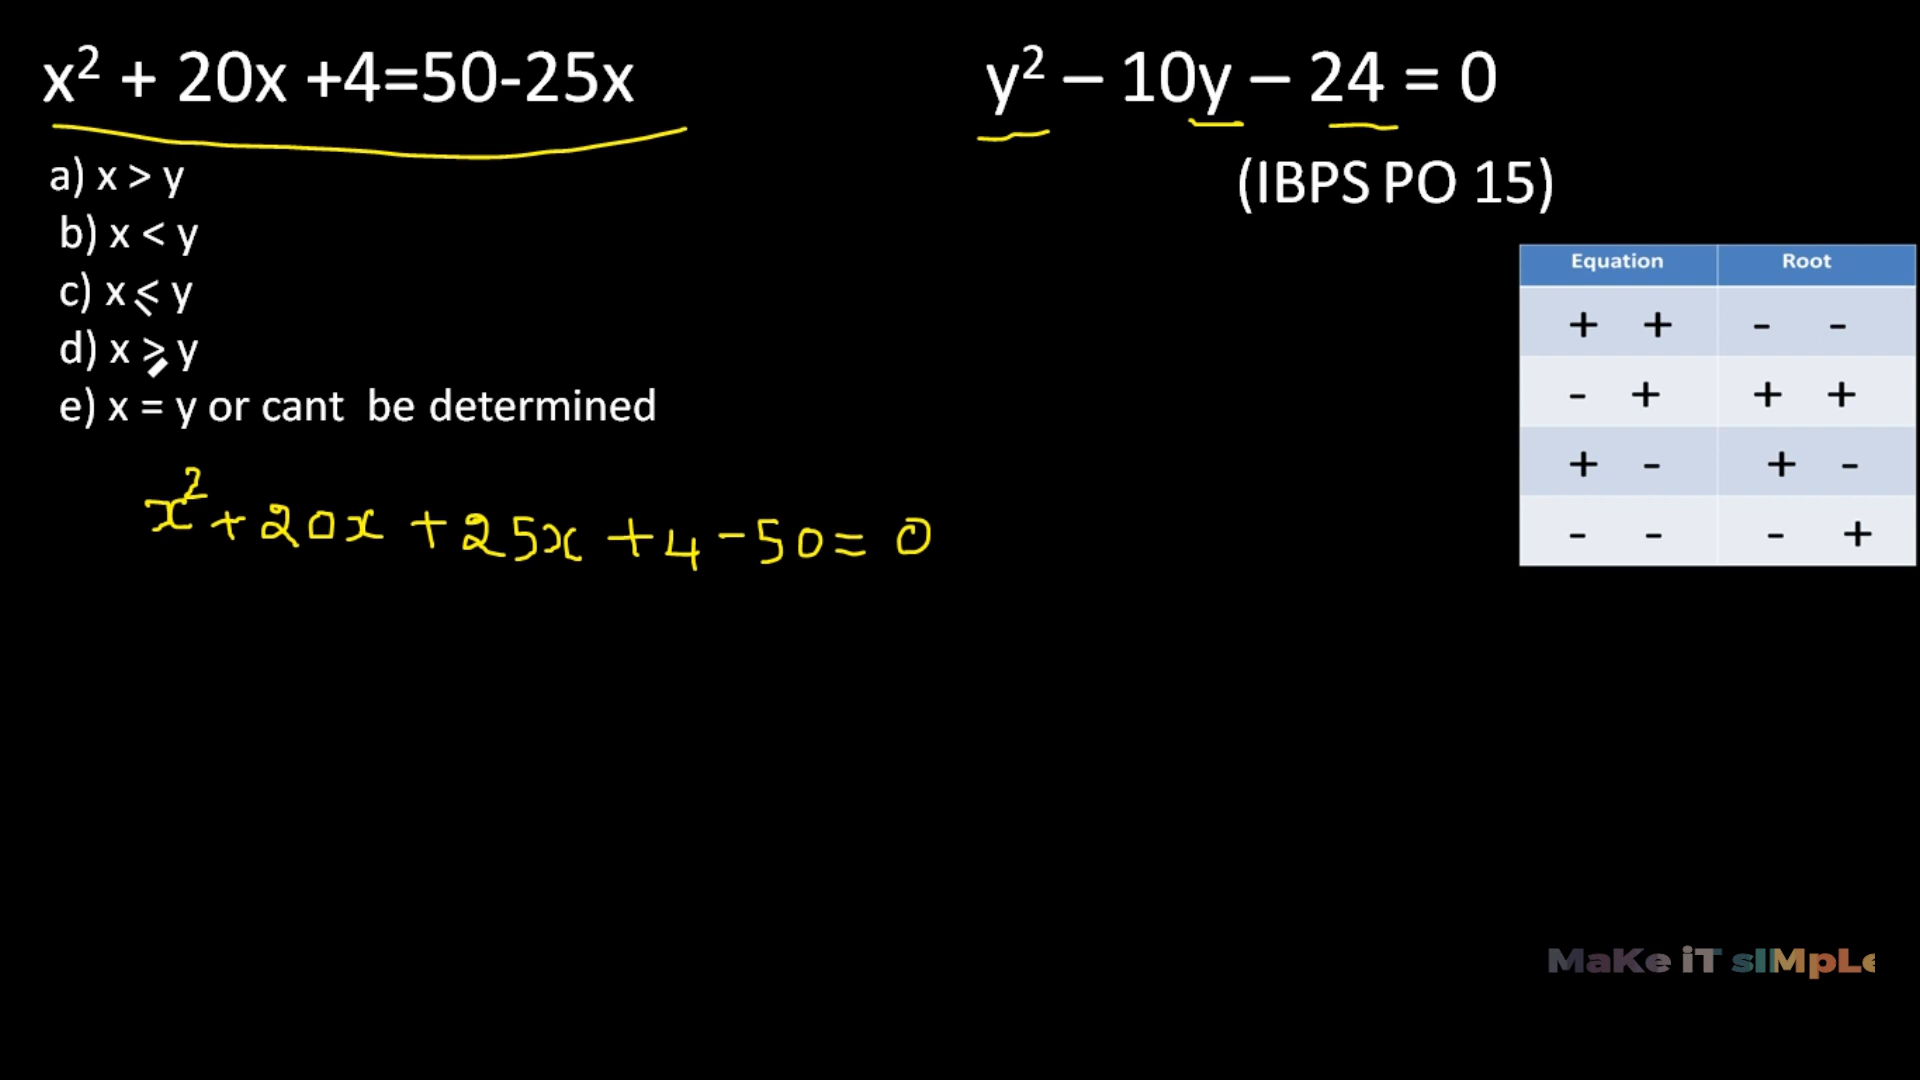 x² + 20x +4=50-25x
y² – 10y – 24 = 0
(IBPS PO 15)
a) x > y
b) x < y
c) x ≤ y
d) x ≥ y
e) x = y or cant be determined
Equation Root
+ + - -
- + + +
+ - + -
- - - +
x² + 20x + 25x + 4 - 50 = 0
MaKe iT sIMpLe